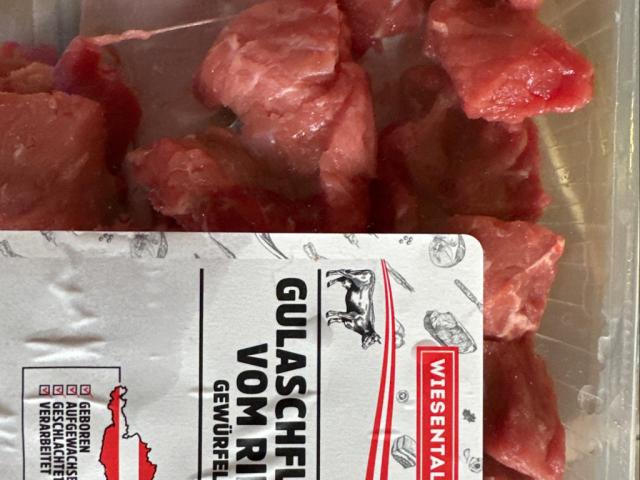 WIESENTAL
GULASCHFL
VOM RI
GEWÜRFEL
GEBOREN
AUFGEWACHSE
GESCHLACHTET
VERARBEITET